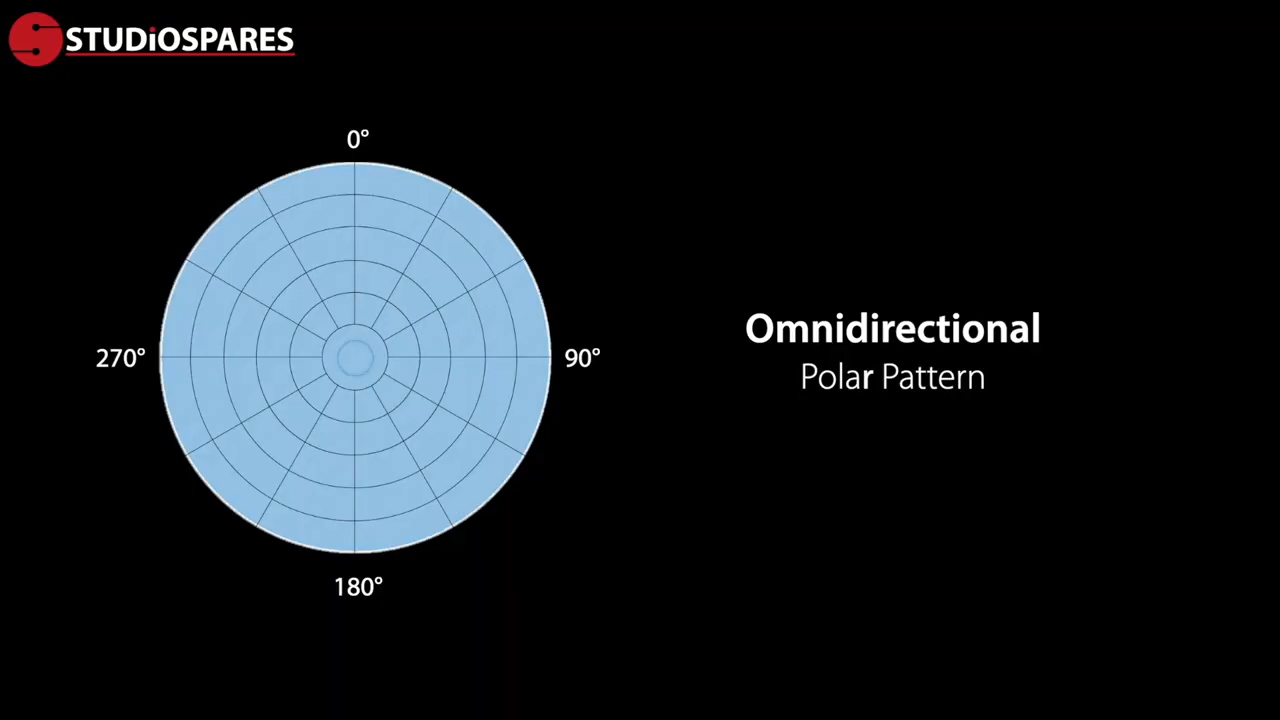 STUDiOSPARES
0°
270°
90°
180°
Omnidirectional
Polar Pattern